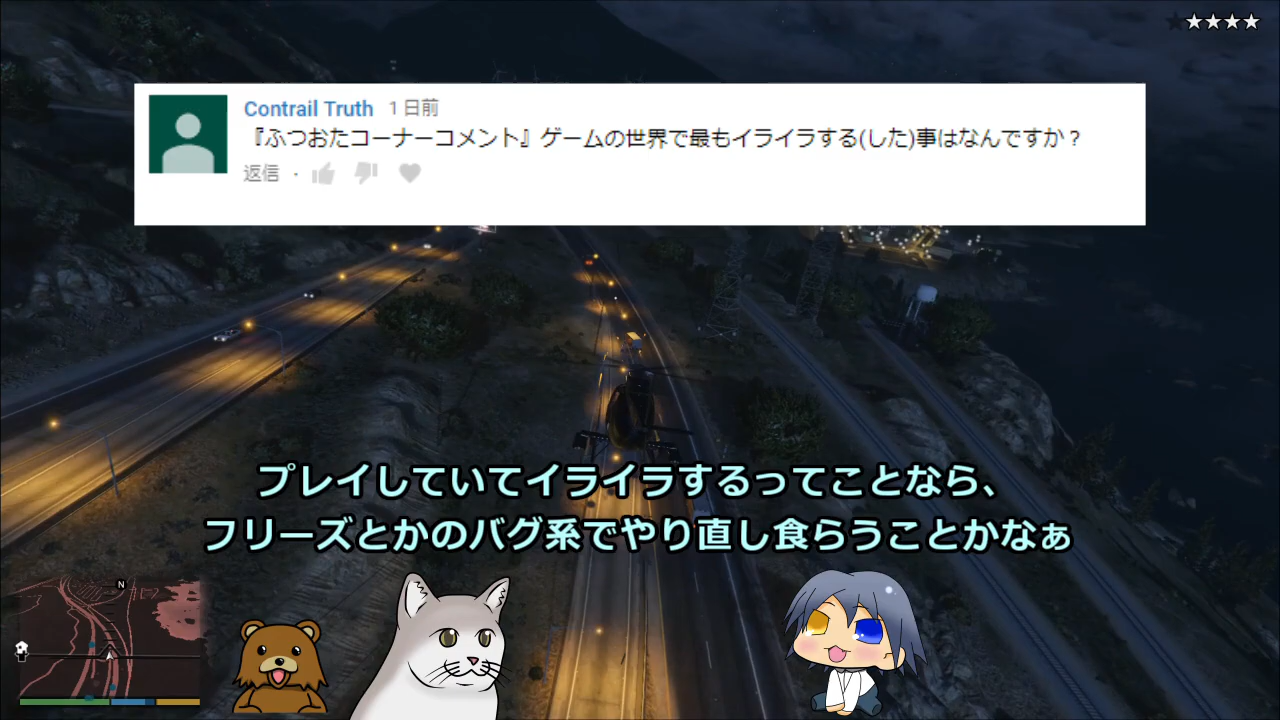 Contrail Truth 1 日前
『ふつおたコーナーコメント』ゲームの世界で最もイライラする(した)事はなんですか？
返信 ・
プレイしていてイライラするってことなら、
フリーズとかのバグ系でやり直し食らうことかなぁ
N